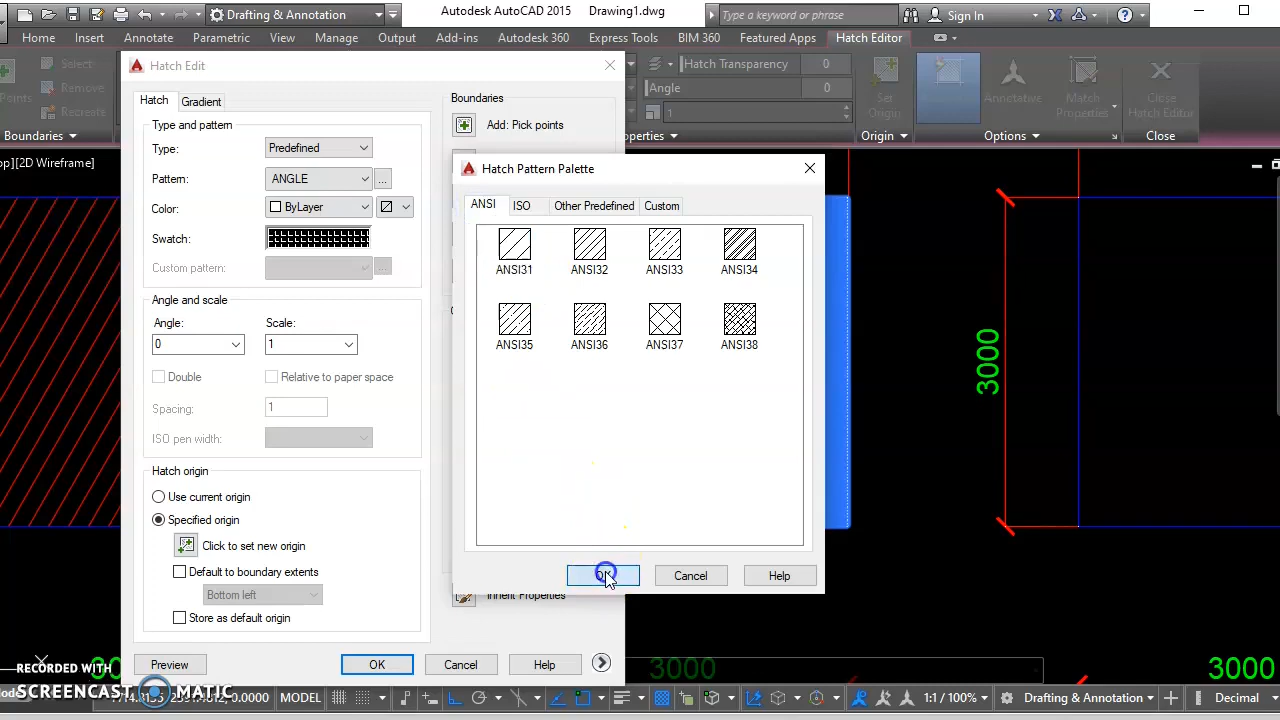 Drafting & Annotation
Autodesk AutoCAD 2015 Drawing1.dwg
Type a keyword or phrase
Sign In
Home Insert Annotate Parametric View Manage Output Add-ins Autodesk 360 Express Tools BIM 360 Featured Apps Hatch Editor
Select
Remove
Recreate
Boundaries
Hatch Transparency 0
Angle 0
1
Set Origin
Origin
Annotative
Match Properties
Options
Close Hatch Editor
Close
[2D Wireframe]
Hatch Edit
Hatch Gradient
Type and pattern
Type: Predefined
Pattern: ANGLE ...
Color: ByLayer
Swatch:
Custom pattern: ...
Angle and scale
Angle: Scale:
0 1
Double Relative to paper space
Spacing: 1
ISO pen width:
Hatch origin
Use current origin
Specified origin
Click to set new origin
Default to boundary extents
Bottom left
Store as default origin
Preview OK Cancel Help
Boundaries
Add: Pick points
Inherit Properties
Hatch Pattern Palette
ANSI ISO Other Predefined Custom
ANSI31 ANSI32 ANSI33 ANSI34
ANSI35 ANSI36 ANSI37 ANSI38
Cancel Help
3000
3000
3000
RECORDED WITH
SCREENCAST MATIC
0.0000 MODEL
1:1 / 100%
Drafting & Annotation
Decimal